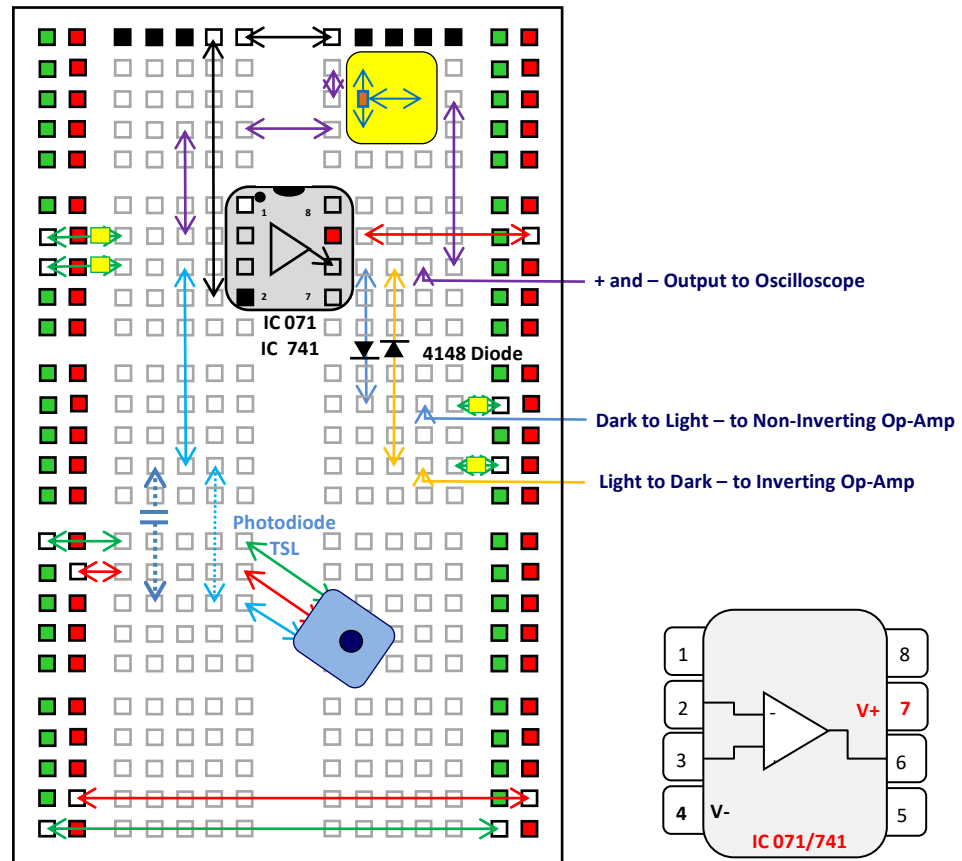 1
8
2
7
IC 071
IC 741
+ and – Output to Oscilloscope
4148 Diode
Dark to Light – to Non-Inverting Op-Amp
Light to Dark – to Inverting Op-Amp
Photodiode
TSL
1
8
2
-
V+
7
3
6
4
V-
5
IC 071/741